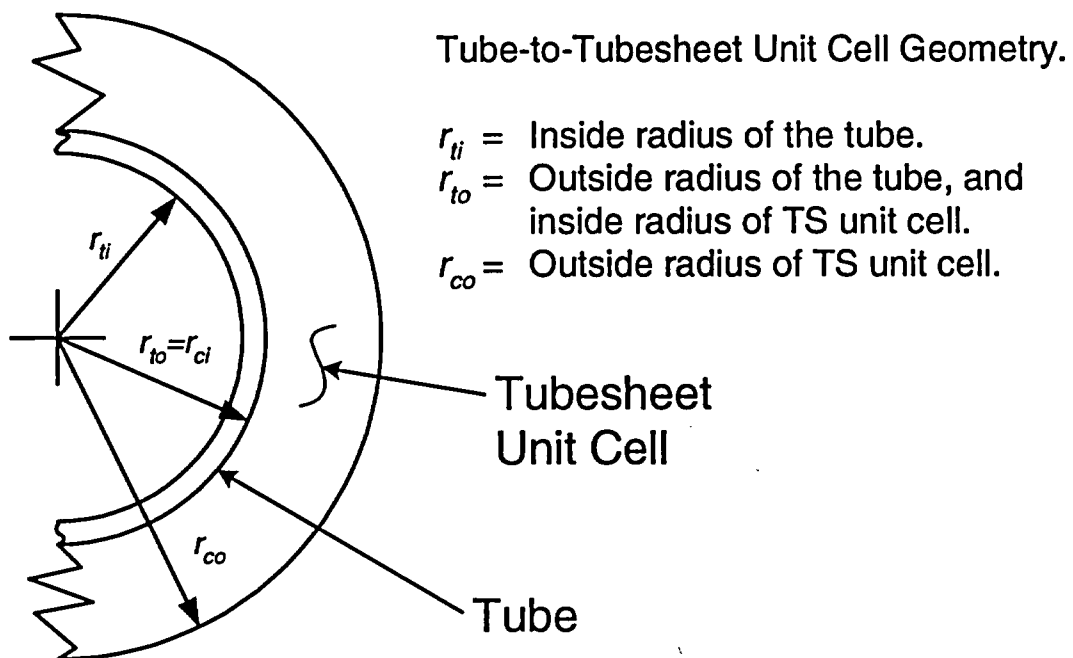 Tube-to-Tubesheet Unit Cell Geometry.
r_ti = Inside radius of the tube.
r_to = Outside radius of the tube, and
inside radius of TS unit cell.
r_co = Outside radius of TS unit cell.
r_ti
r_to=r_ci
Tubesheet
Unit Cell
r_co
Tube